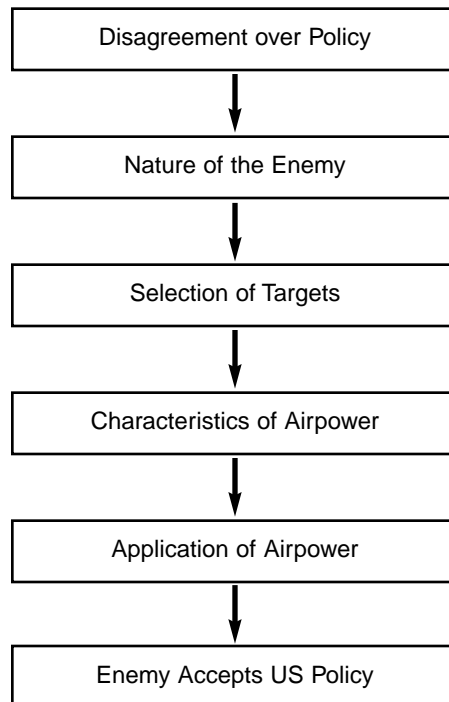 Disagreement over Policy
Nature of the Enemy
Selection of Targets
Characteristics of Airpower
Application of Airpower
Enemy Accepts US Policy